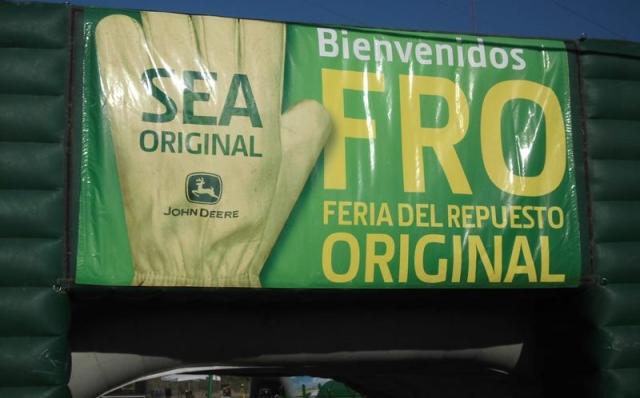 SEA
ORIGINAL
JOHN DEERE
Bienvenidos
FRO
FERIA DEL REPUESTO
ORIGINAL